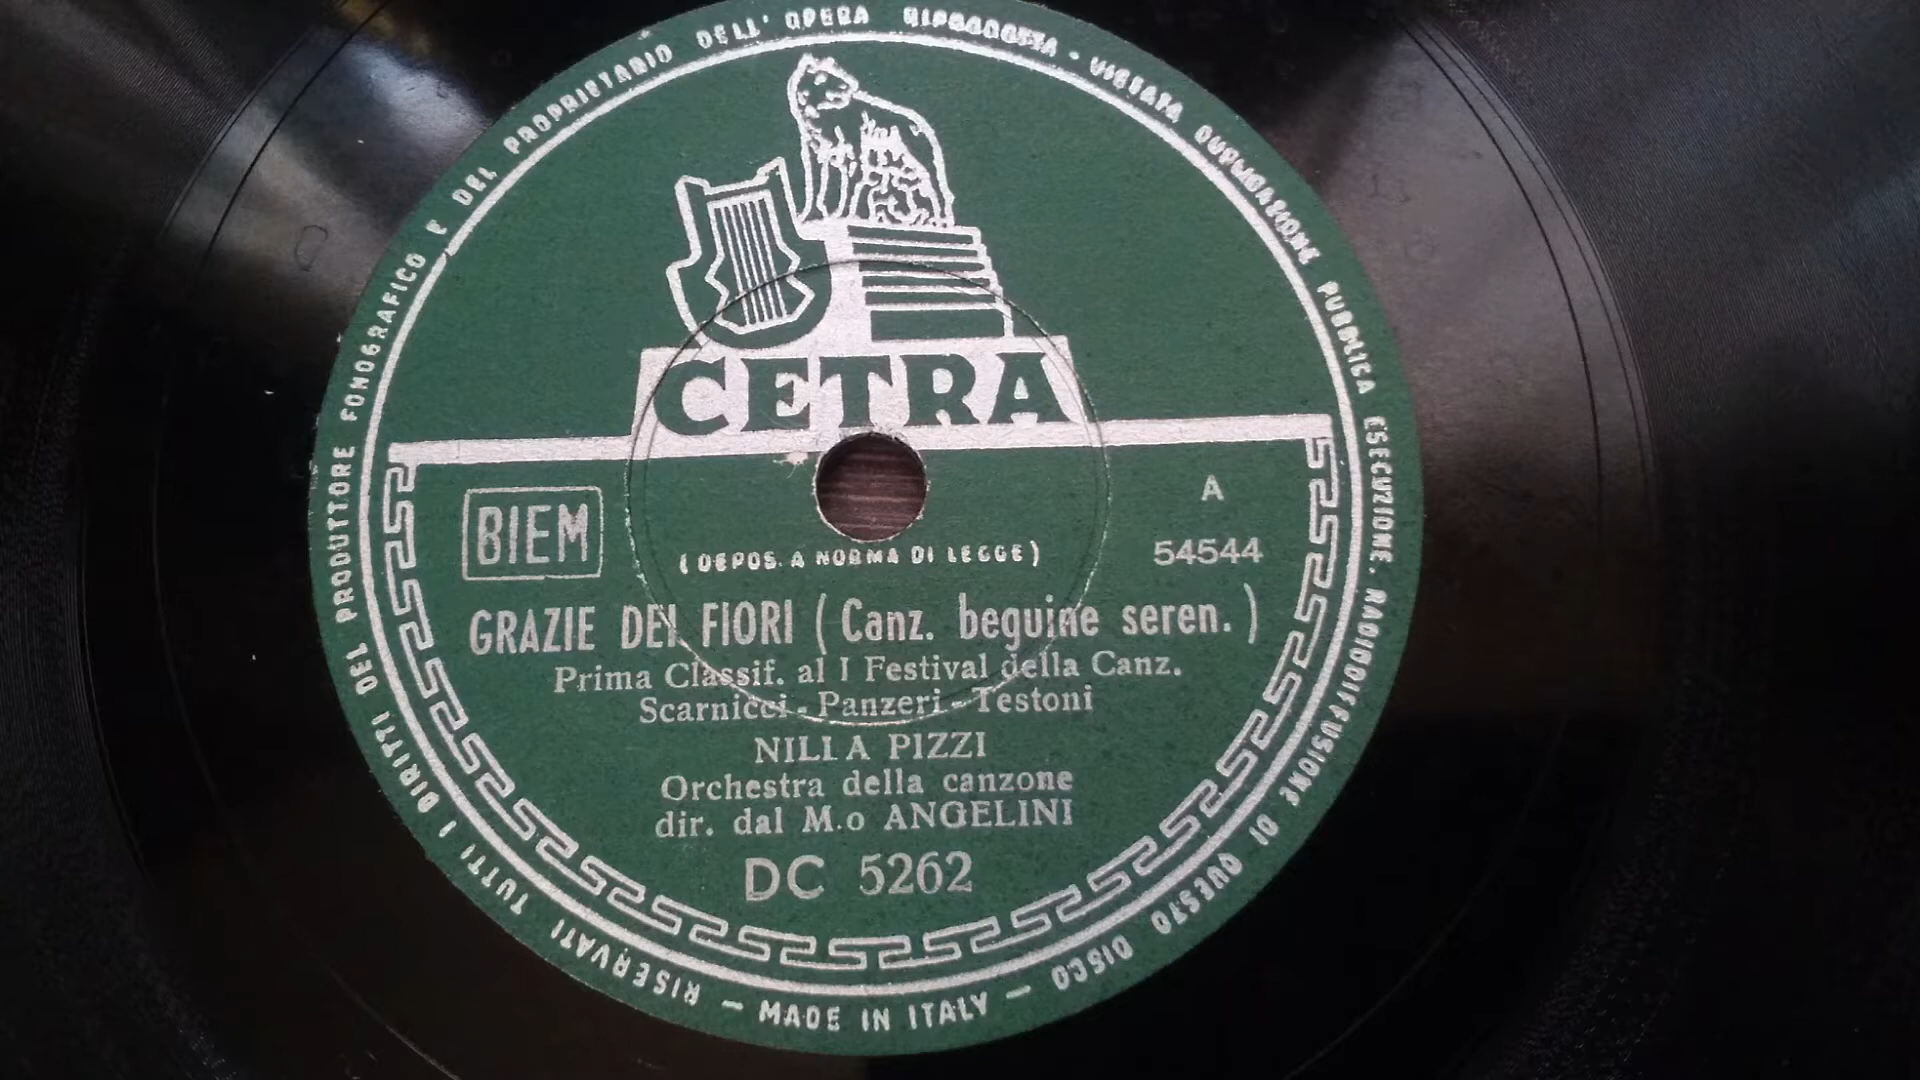 TUTTI I DIRITTI DEL PRODUTTORE FONOGRAFICO E DEL PROPRIETARIO DELL'OPERA RIPRODOTTA - VIETATA DUPLICAZIONE PUBBLICA ESECUZIONE. RADIODIFFUSIONE DI QUESTO DISCO — MADE IN ITALY — RISERVATI
CETRA
BIEM
A
(DEPOS. A NORMA DI LEGGE)
54544
GRAZIE DEI FIORI (Canz. beguine seren.)
Prima Classif. al I Festival della Canz.
Scarnicci - Panzeri - Testoni
NILLA PIZZI
Orchestra della canzone
dir. dal M.o ANGELINI
DC 5262